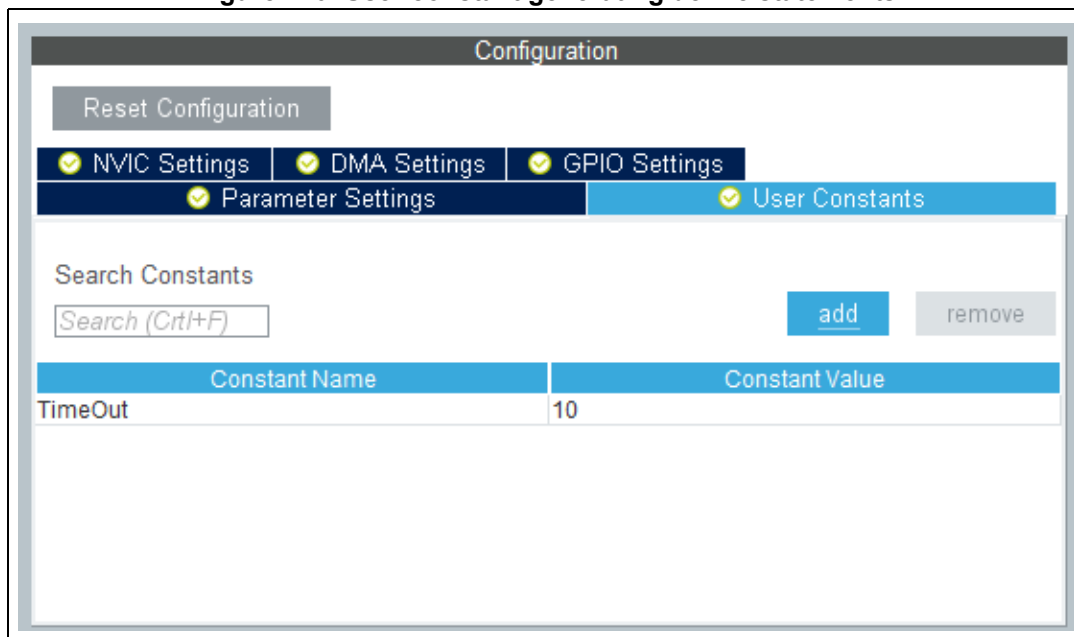 Configuration
Reset Configuration
NVIC Settings DMA Settings GPIO Settings
Parameter Settings User Constants
Search Constants
Search (Crtl+F) add remove
Constant Name Constant Value
TimeOut 10